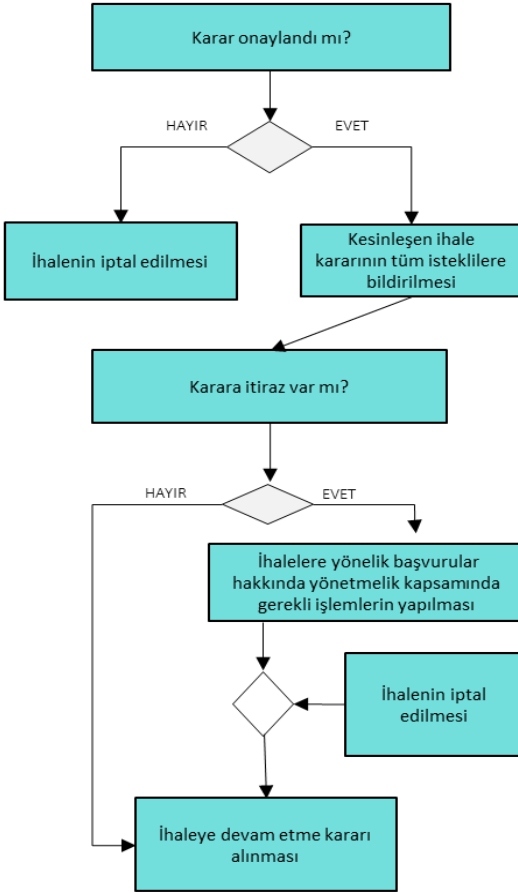 Karar onaylandı mı?
HAYIR
EVET
İhalenin iptal edilmesi
Kesinleşen ihale
kararının tüm isteklilere
bildirilmesi
Karara itiraz var mı?
HAYIR
EVET
İhalelere yönelik başvurular
hakkında yönetmelik kapsamında
gerekli işlemlerin yapılması
İhalenin iptal
edilmesi
İhaleye devam etme kararı
alınması